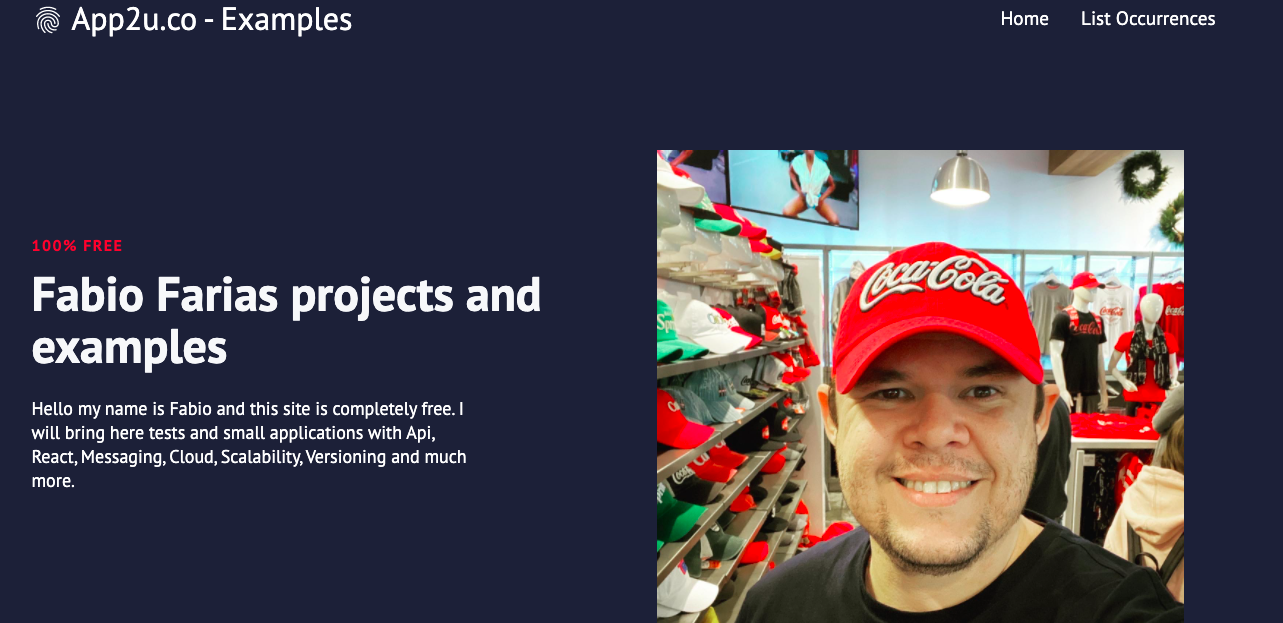 App2u.co - Examples
Home
List Occurrences
100% FREE
Fabio Farias projects and
examples
Hello my name is Fabio and this site is completely free. I
will bring here tests and small applications with Api,
React, Messaging, Cloud, Scalability, Versioning and much
more.
Coca-Cola